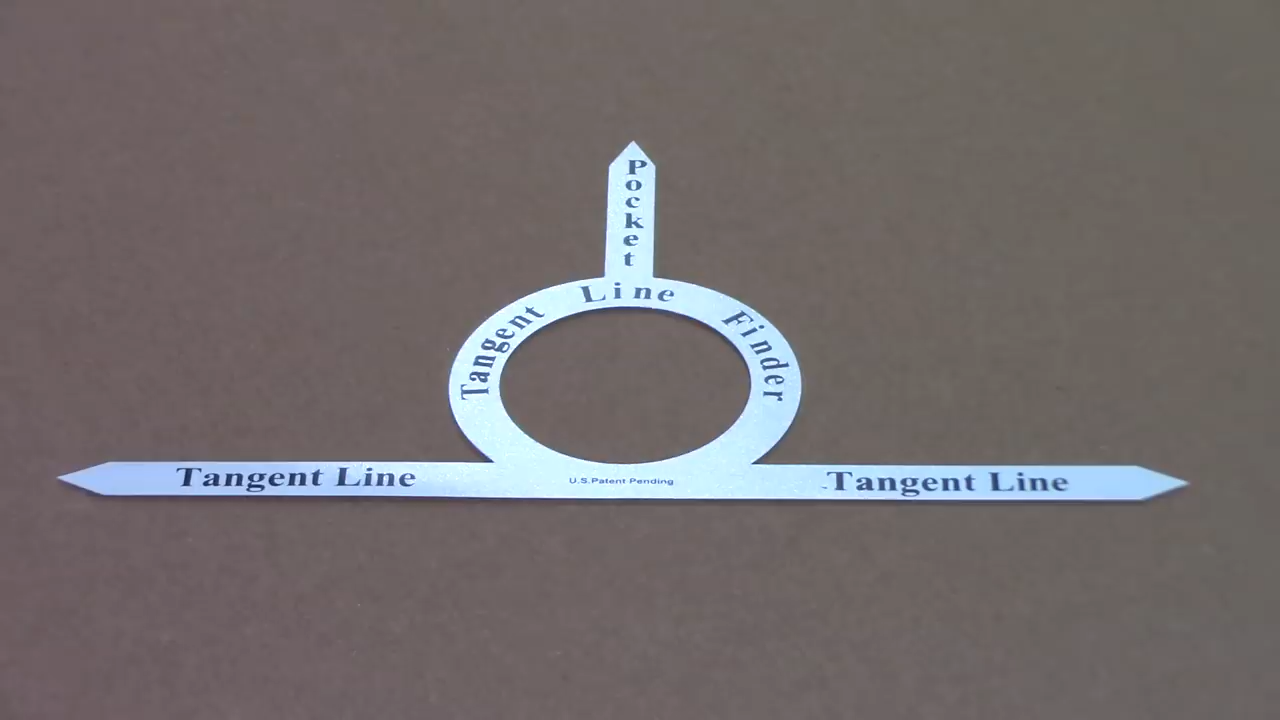 Pocket
Tangent Line Finder
Tangent Line
U.S.Patent Pending
Tangent Line